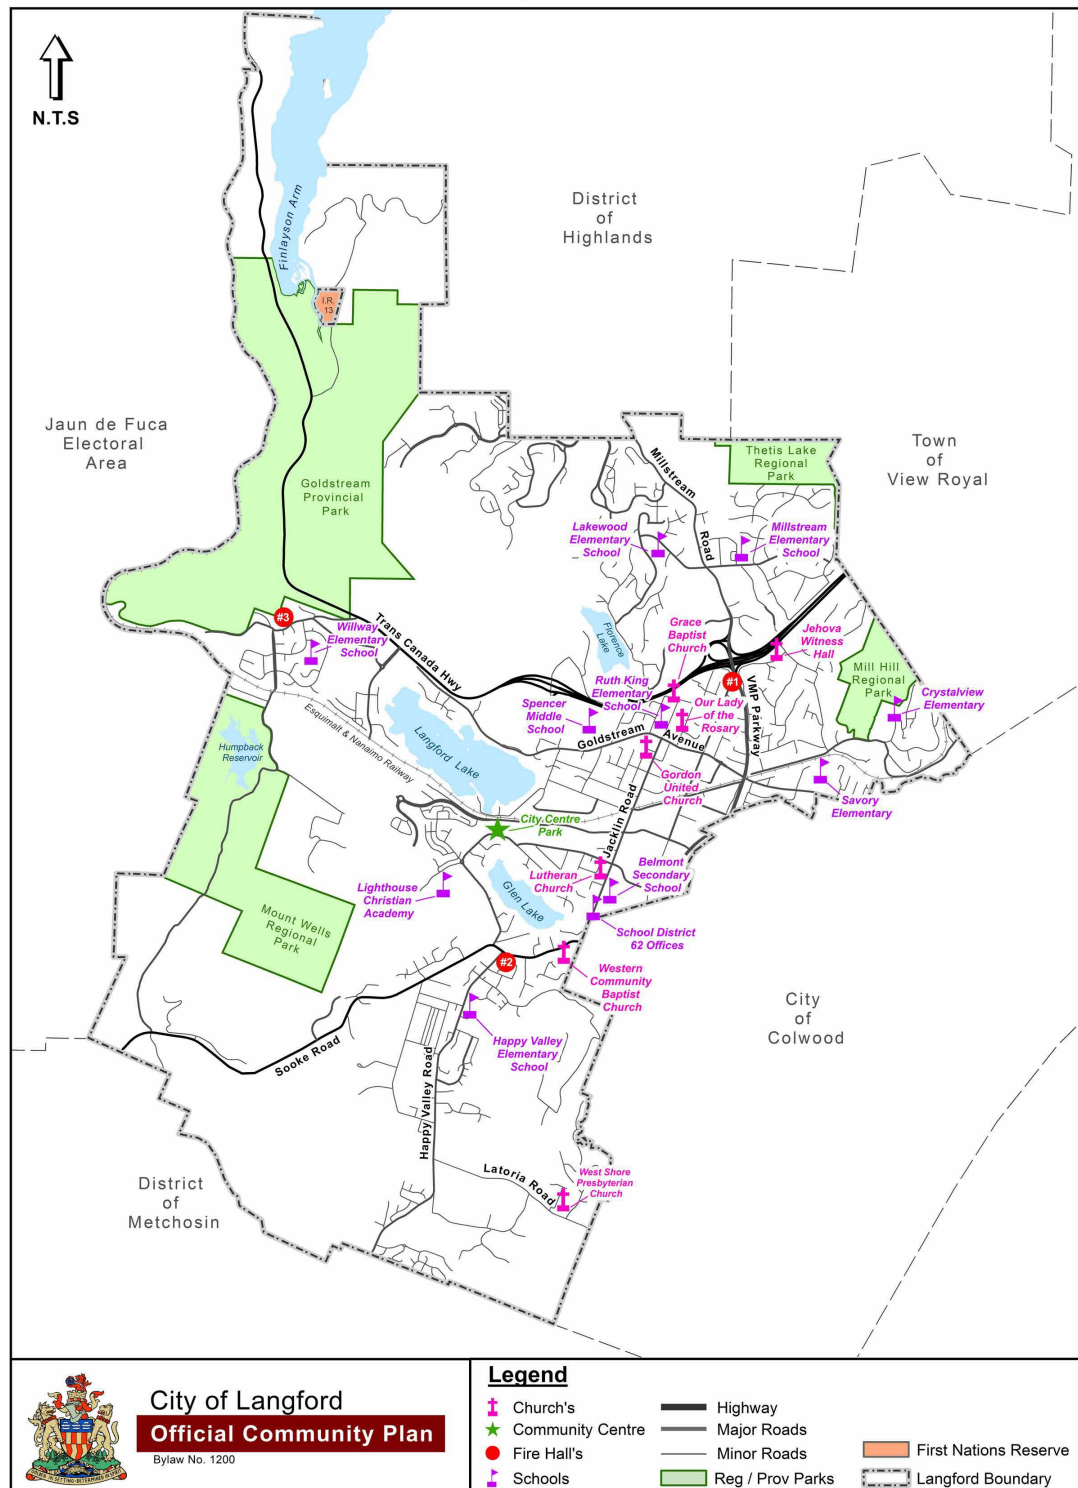 N.T.S
Finlayson Arm
I.R.
13
District
of
Highlands
Jaun de Fuca
Electoral
Area
Goldstream
Provincial
Park
Millstream
Road
Thetis Lake
Regional
Park
Town
of
View Royal
Lakewood
Elementary
School
Millstream
Elementary
School
#3
Willway
Elementary
School
Trans Canada Hwy
Florence
Lake
Grace
Baptist
Church
Jehova
Witness
Hall
Mill Hill
Regional
Park
Crystalview
Elementary
#1
VMP Parkway
Ruth King
Elementary
School
Our Lady
of the
Rosary
Spencer
Middle
School
Goldstream
Avenue
Humpback
Reservoir
Esquimalt & Nanaimo Railway
Langford Lake
Gordon
United
Church
Savory
Elementary
City Centre
Park
Jacklin Road
Lutheran
Church
Belmont
Secondary
School
Lighthouse
Christian
Academy
Glen Lake
Mount Wells
Regional
Park
School District
62 Offices
#2
Western
Community
Baptist
Church
City
of
Colwood
Sooke Road
Happy Valley
Elementary
School
Happy Valley Road
Latoria Road
West Shore
Presbyterian
Church
District
of
Metchosin
City of Langford
Official Community Plan
Bylaw No. 1200
Legend
Church's
Community Centre
Fire Hall's
Schools
Highway
Major Roads
Minor Roads
Reg / Prov Parks
First Nations Reserve
Langford Boundary